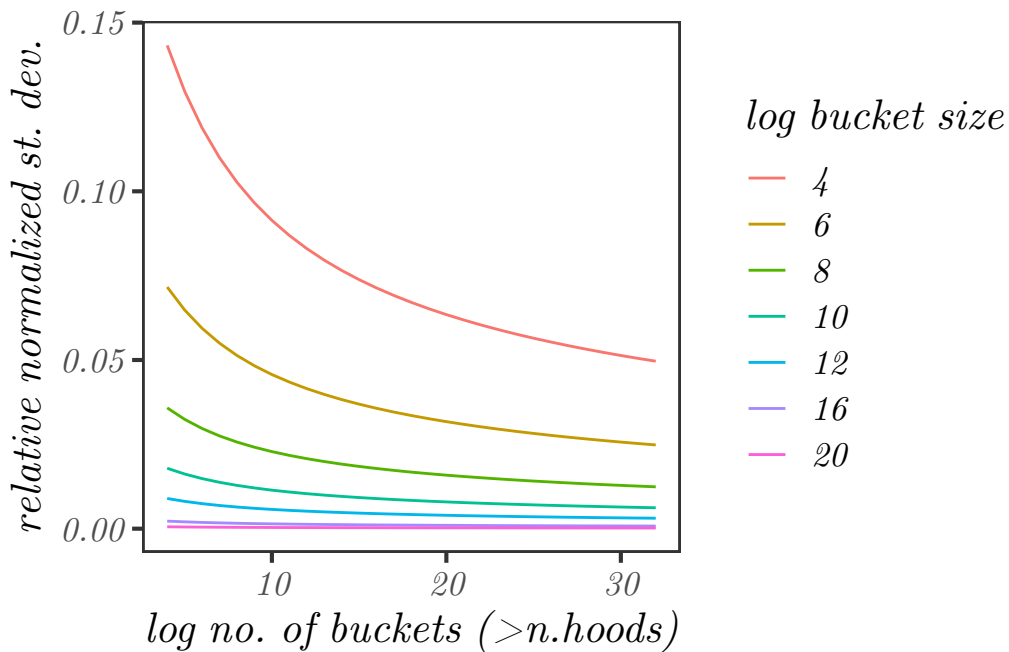 relative normalized st. dev.
0.15
0.10
0.05
0.00
10 20 30
log no. of buckets (>n.hoods)
log bucket size
4
6
8
10
12
16
20